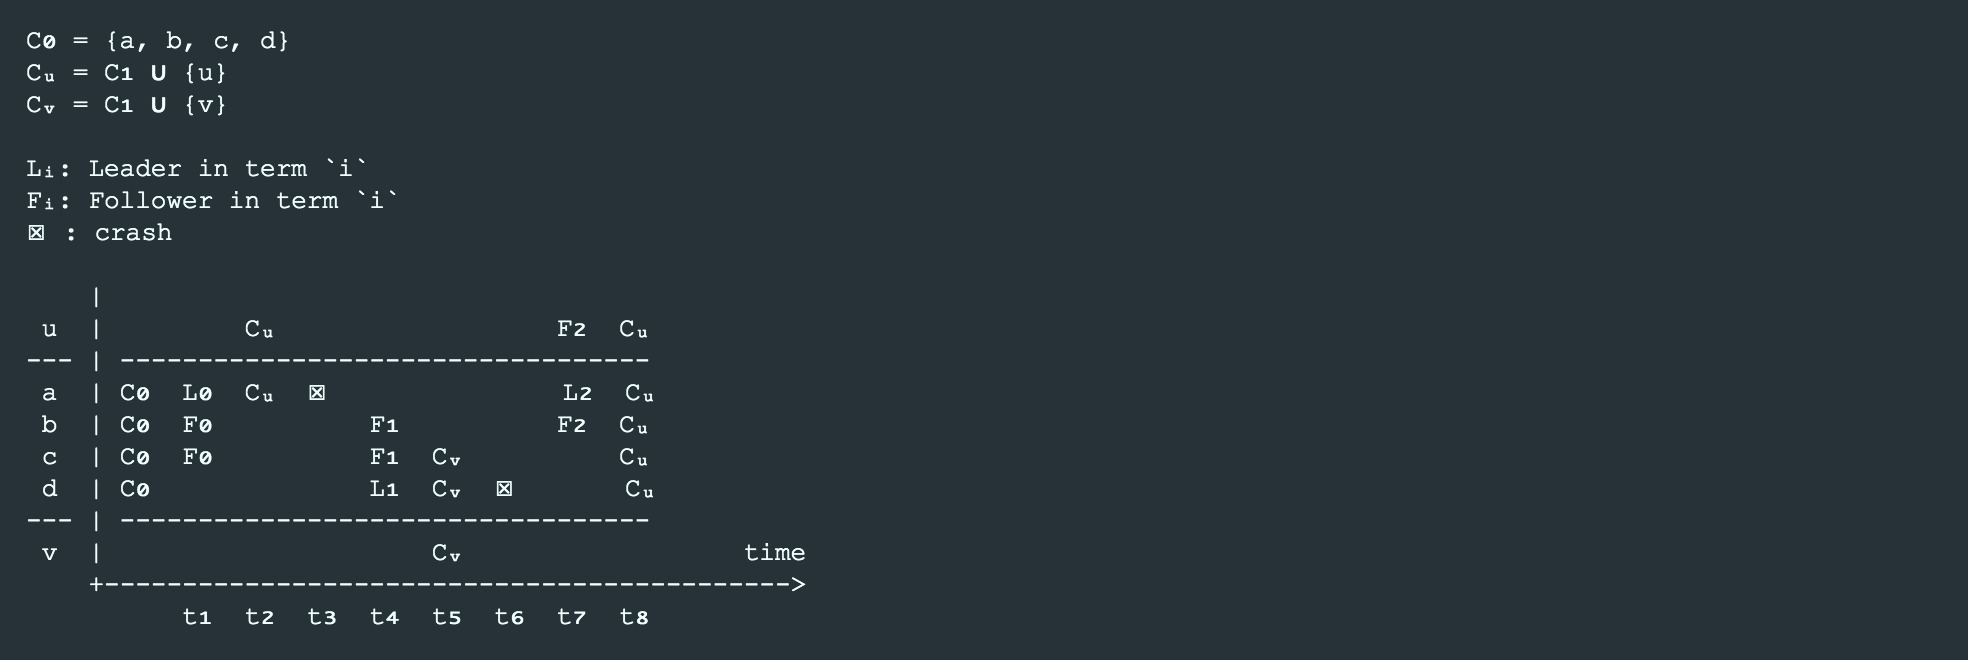 C0 = {a, b, c, d}
Cᵤ = C1 ∪ {u}
Cᵥ = C1 ∪ {v}

Lᵢ: Leader in term `i`
Fᵢ: Follower in term `i`
☒ : crash

    |
 u  |         Cᵤ                  F2  Cᵤ
--- | ----------------------------------
 a  | C0  L0  Cᵤ  ☒               L2  Cᵤ
 b  | C0  F0          F1          F2  Cᵤ
 c  | C0  F0          F1  Cᵥ          Cᵤ
 d  | C0              L1  Cᵥ  ☒       Cᵤ
--- | ----------------------------------
 v  |                     Cᵥ                  time
    +-------------------------------------------->
          t1  t2  t3  t4  t5  t6  t7  t8